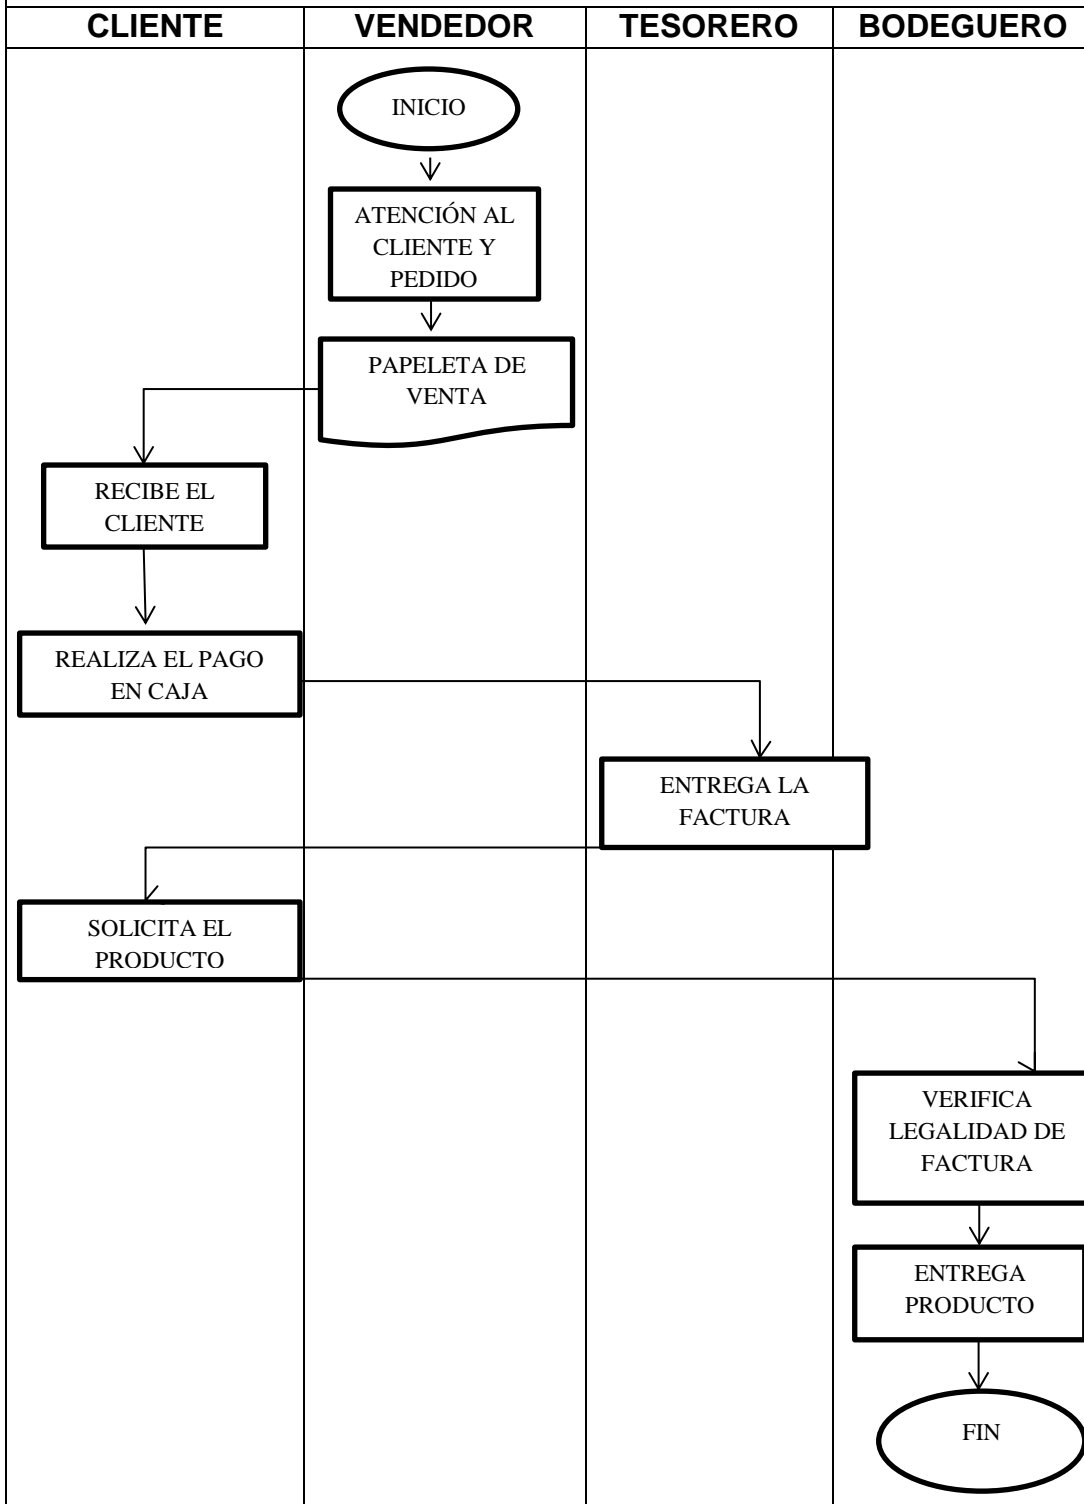 CLIENTE
VENDEDOR
TESORERO
BODEGUERO
INICIO
ATENCIÓN AL
CLIENTE Y
PEDIDO
PAPELETA DE
VENTA
RECIBE EL
CLIENTE
REALIZA EL PAGO
EN CAJA
ENTREGA LA
FACTURA
SOLICITA EL
PRODUCTO
VERIFICA
LEGALIDAD DE
FACTURA
ENTREGA
PRODUCTO
FIN